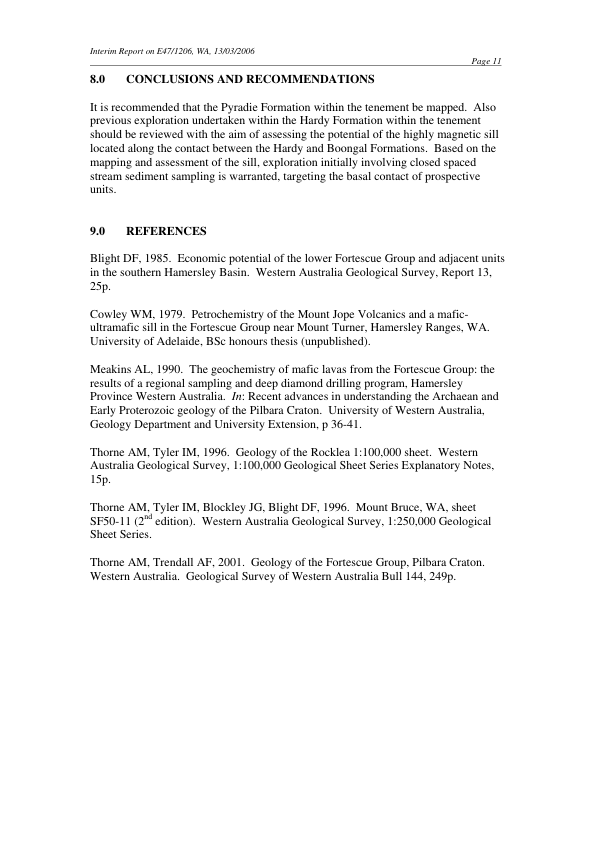 Interim Report on E47/1206, WA, 13/03/2006
Page 11
8.0 CONCLUSIONS AND RECOMMENDATIONS
It is recommended that the Pyradie Formation within the tenement be mapped. Also
previous exploration undertaken within the Hardy Formation within the tenement
should be reviewed with the aim of assessing the potential of the highly magnetic sill
located along the contact between the Hardy and Boongal Formations. Based on the
mapping and assessment of the sill, exploration initially involving closed spaced
stream sediment sampling is warranted, targeting the basal contact of prospective
units.
9.0 REFERENCES
Blight DF, 1985. Economic potential of the lower Fortescue Group and adjacent units
in the southern Hamersley Basin. Western Australia Geological Survey, Report 13,
25p.
Cowley WM, 1979. Petrochemistry of the Mount Jope Volcanics and a mafic-
ultramafic sill in the Fortescue Group near Mount Turner, Hamersley Ranges, WA.
University of Adelaide, BSc honours thesis (unpublished).
Meakins AL, 1990. The geochemistry of mafic lavas from the Fortescue Group: the
results of a regional sampling and deep diamond drilling program, Hamersley
Province Western Australia. In: Recent advances in understanding the Archaean and
Early Proterozoic geology of the Pilbara Craton. University of Western Australia,
Geology Department and University Extension, p 36-41.
Thorne AM, Tyler IM, 1996. Geology of the Rocklea 1:100,000 sheet. Western
Australia Geological Survey, 1:100,000 Geological Sheet Series Explanatory Notes,
15p.
Thorne AM, Tyler IM, Blockley JG, Blight DF, 1996. Mount Bruce, WA, sheet
SF50-11 (2nd edition). Western Australia Geological Survey, 1:250,000 Geological
Sheet Series.
Thorne AM, Trendall AF, 2001. Geology of the Fortescue Group, Pilbara Craton.
Western Australia. Geological Survey of Western Australia Bull 144, 249p.